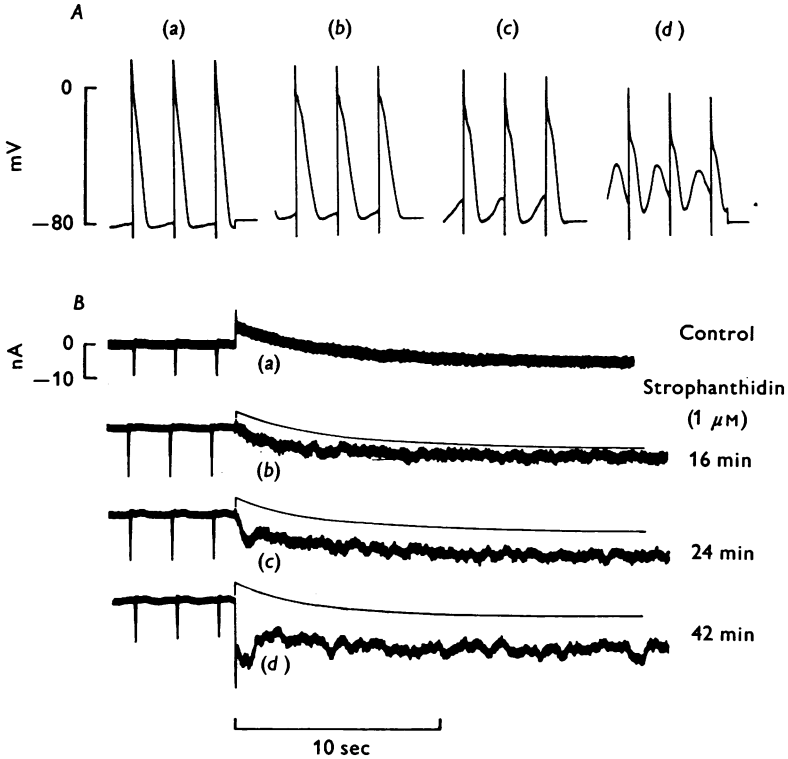 A
(a) (b) (c) (d)
0
mV
−80
B
0
nA
−10
(a)
Control
Strophanthidin
(1 μM)
(b)
16 min
(c)
24 min
(d)
42 min
10 sec